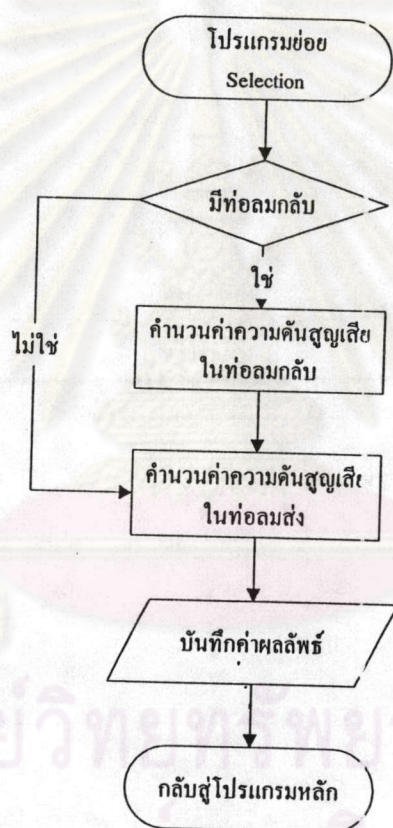 โปรแกรมย่อย
Selection
มีท่อลมกลับ
ใช่
ไม่ใช่
คำนวนค่าความดันสูญเสีย
ในท่อลมกลับ
คำนวนค่าความดันสูญเสีย
ในท่อลมส่ง
บันทึกค่าผลลัพธ์
กลับสู่โปรแกรมหลัก